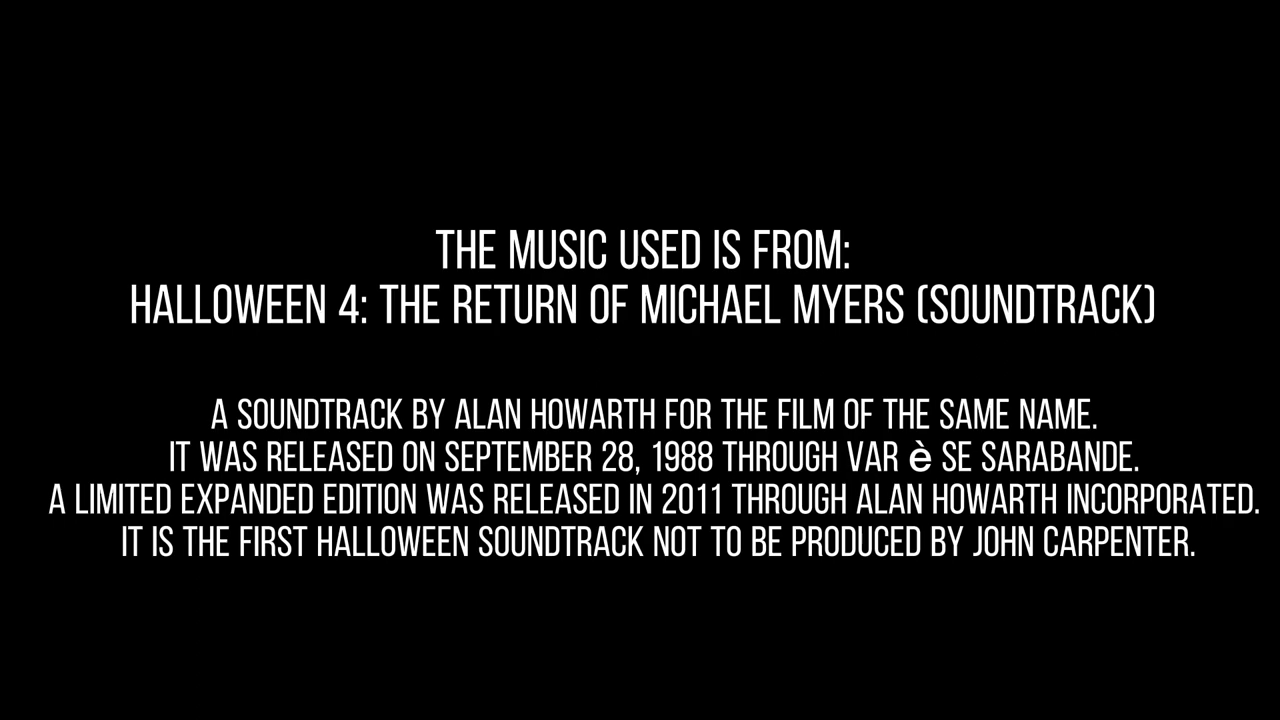 THE MUSIC USED IS FROM:
HALLOWEEN 4: THE RETURN OF MICHAEL MYERS (SOUNDTRACK)
A SOUNDTRACK BY ALAN HOWARTH FOR THE FILM OF THE SAME NAME.
IT WAS RELEASED ON SEPTEMBER 28, 1988 THROUGH VAR è SE SARABANDE.
A LIMITED EXPANDED EDITION WAS RELEASED IN 2011 THROUGH ALAN HOWARTH INCORPORATED.
IT IS THE FIRST HALLOWEEN SOUNDTRACK NOT TO BE PRODUCED BY JOHN CARPENTER.